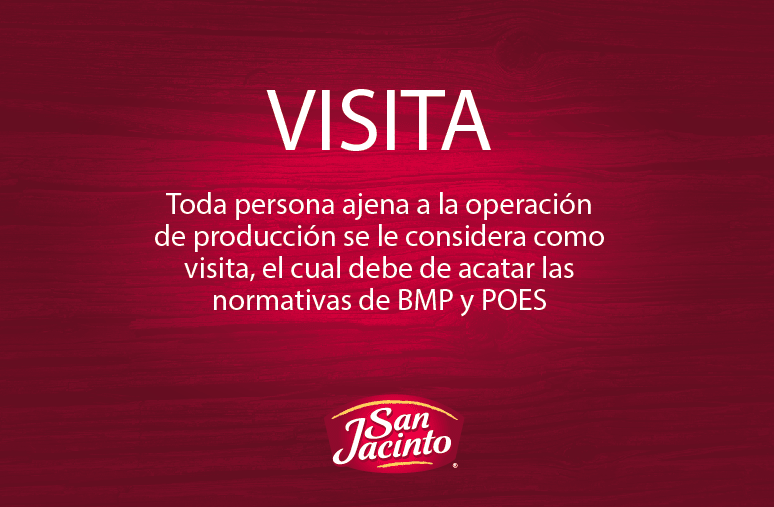 VISITA
Toda persona ajena a la operación
de producción se le considera como
visita, el cual debe de acatar las
normativas de BMP y POES
San
Jacinto
®